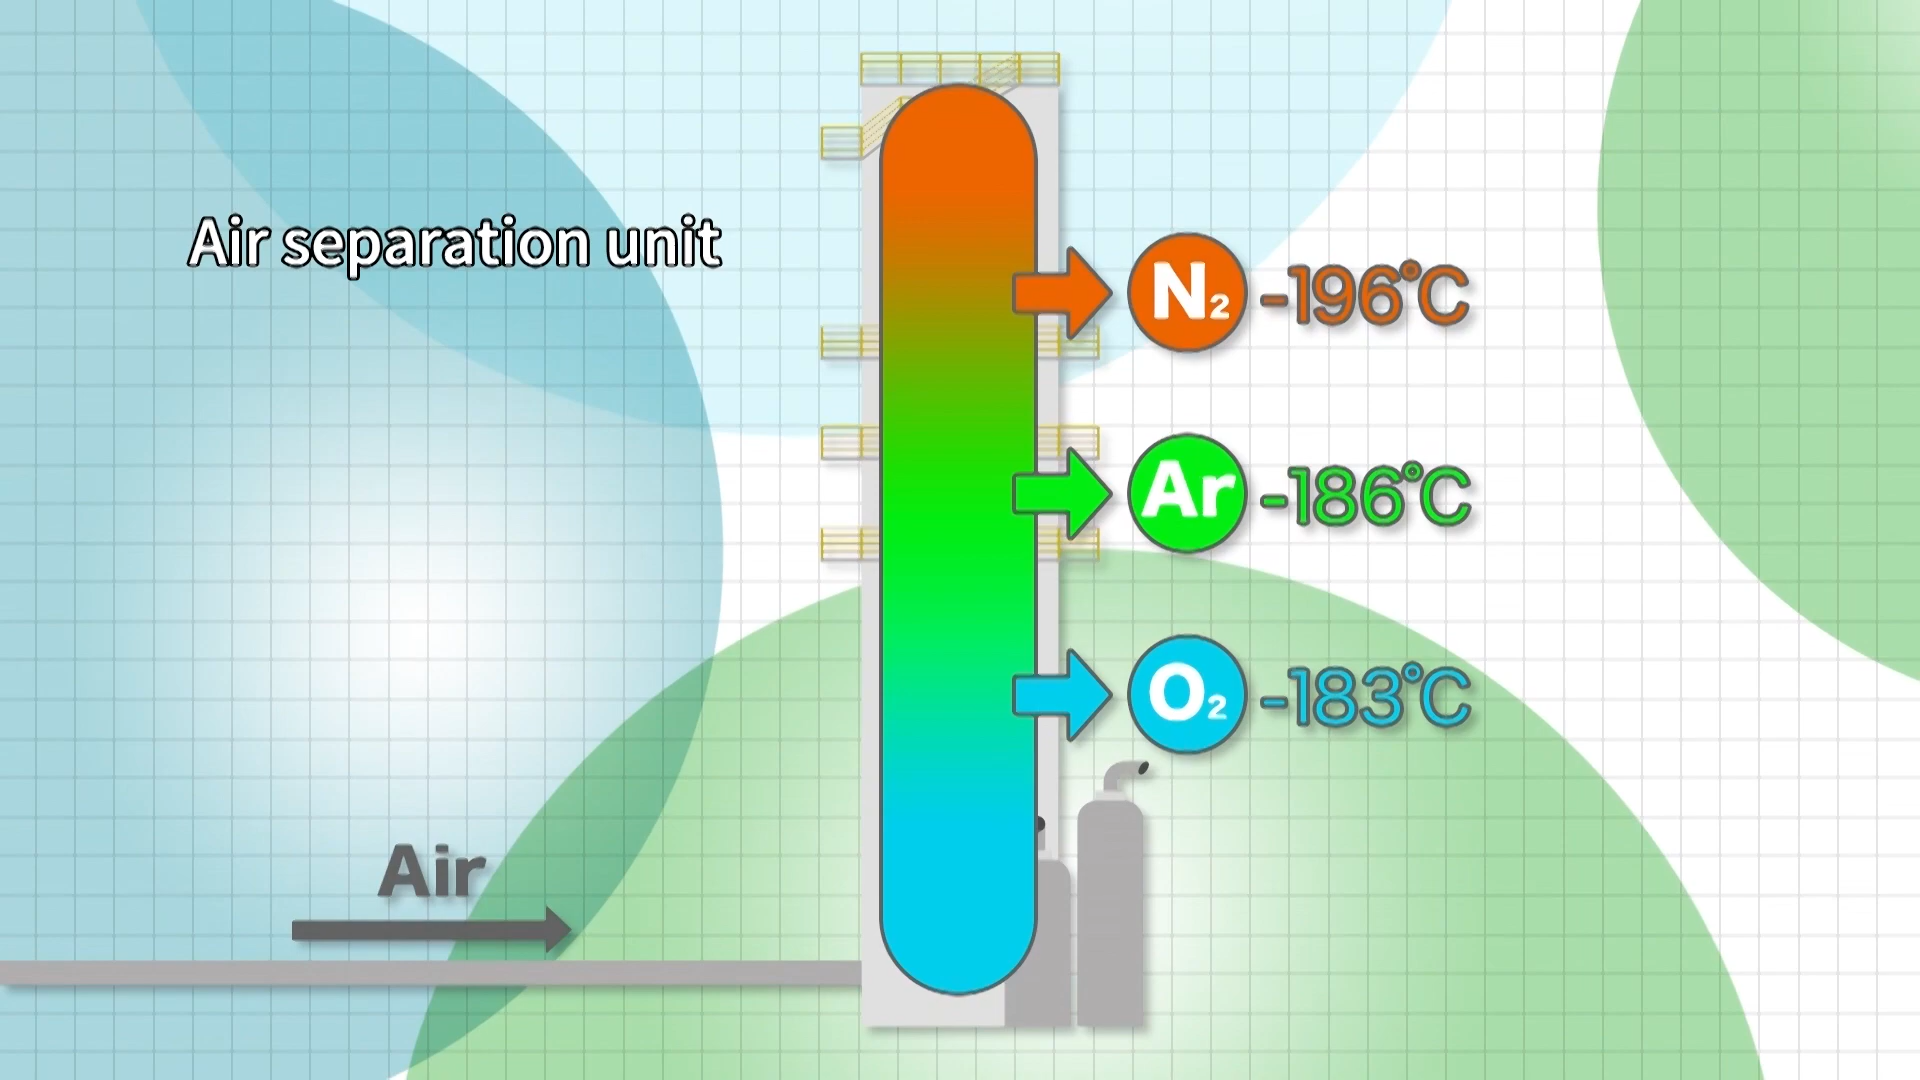 Air separation unit
N₂ -196℃
Ar -186℃
O₂ -183℃
Air